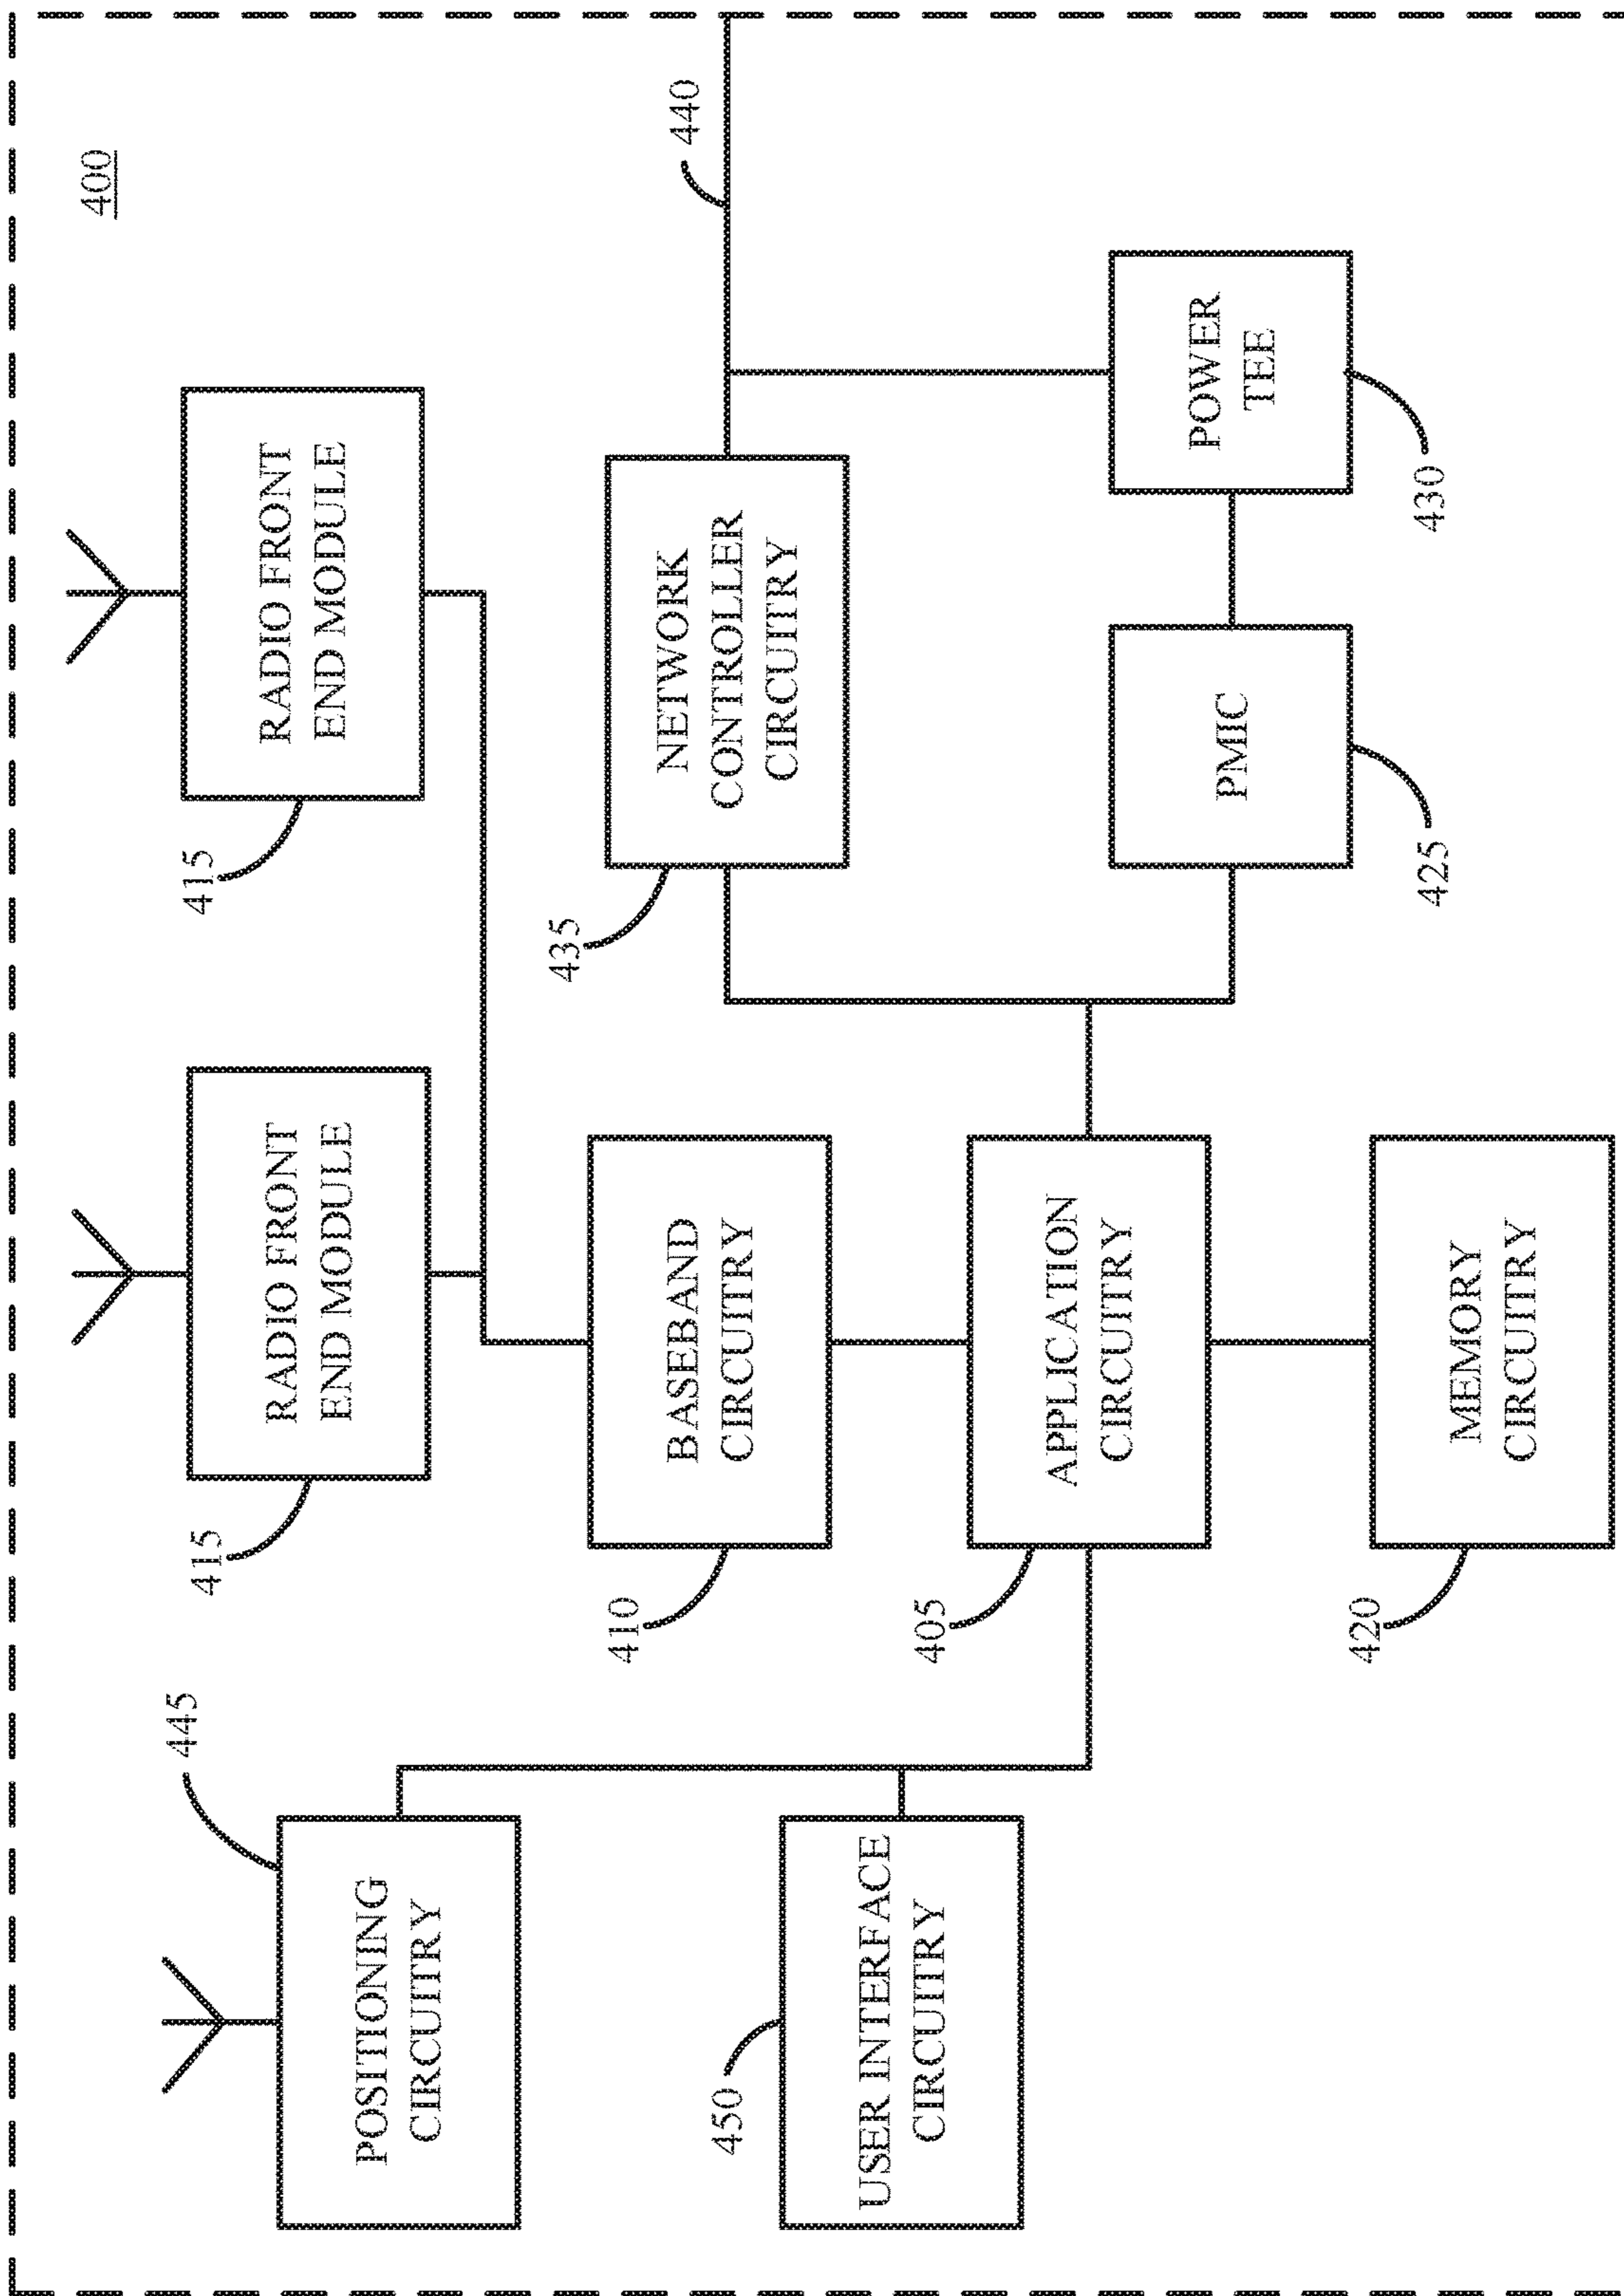 400
415
RADIO FRONT
END MODULE
415
RADIO FRONT
END MODULE
445
POSITIONING
CIRCUITRY
440
435
NETWORK
CONTROLLER
CIRCUITRY
410
BASEBAND
CIRCUITRY
450
USER INTERFACE
CIRCUITRY
405
APPLICATION
CIRCUITRY
PMIC
425
POWER
TEE
430
420
MEMORY
CIRCUITRY